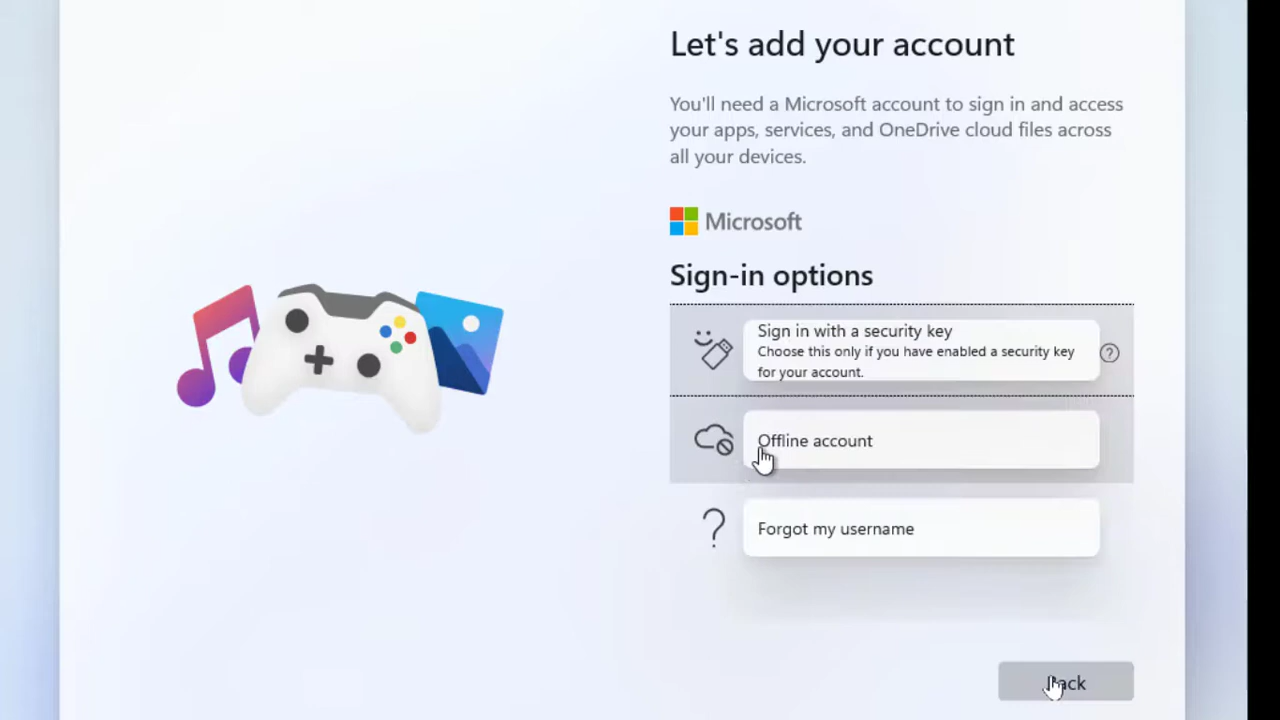 Let's add your account
You'll need a Microsoft account to sign in and access
your apps, services, and OneDrive cloud files across
all your devices.
Microsoft
Sign-in options
Sign in with a security key
Choose this only if you have enabled a security key
for your account.
Offline account
Forgot my username
Back